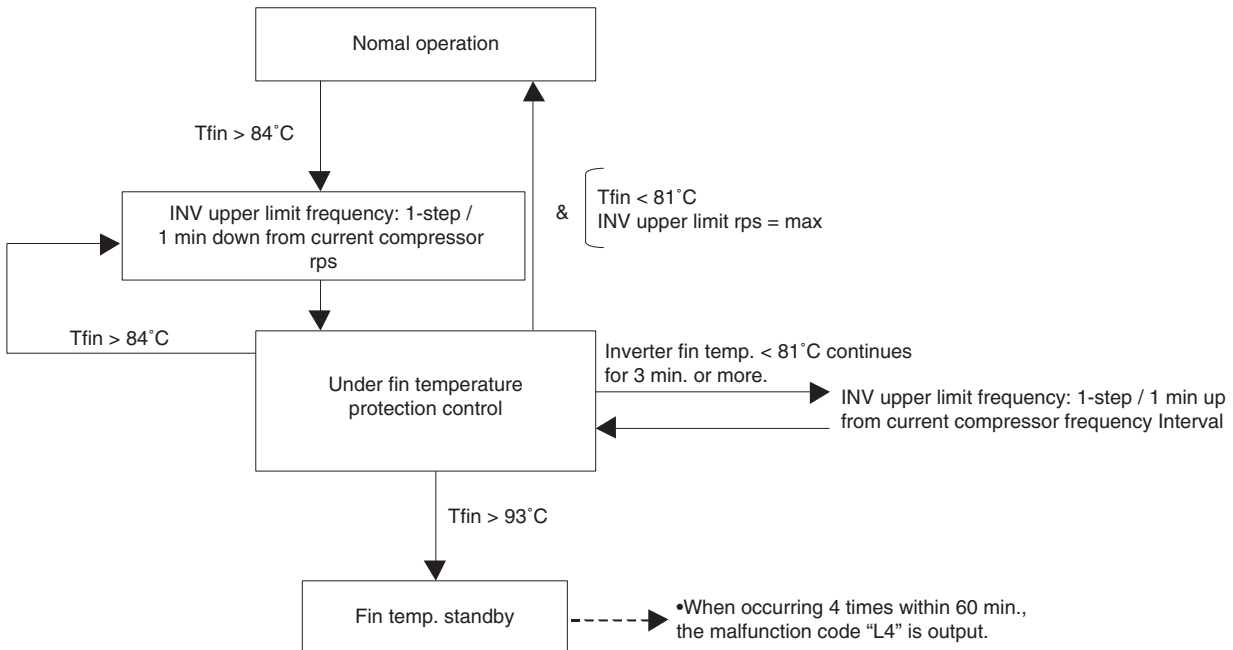 Nomal operation
Tfin > 84˚C
INV upper limit frequency: 1-step /
1 min down from current compressor
rps
&
Tfin < 81˚C
INV upper limit rps = max
Tfin > 84˚C
Under fin temperature
protection control
Inverter fin temp. < 81˚C continues
for 3 min. or more.
INV upper limit frequency: 1-step / 1 min up
from current compressor frequency Interval
Tfin > 93˚C
Fin temp. standby
•When occurring 4 times within 60 min.,
the malfunction code “L4” is output.